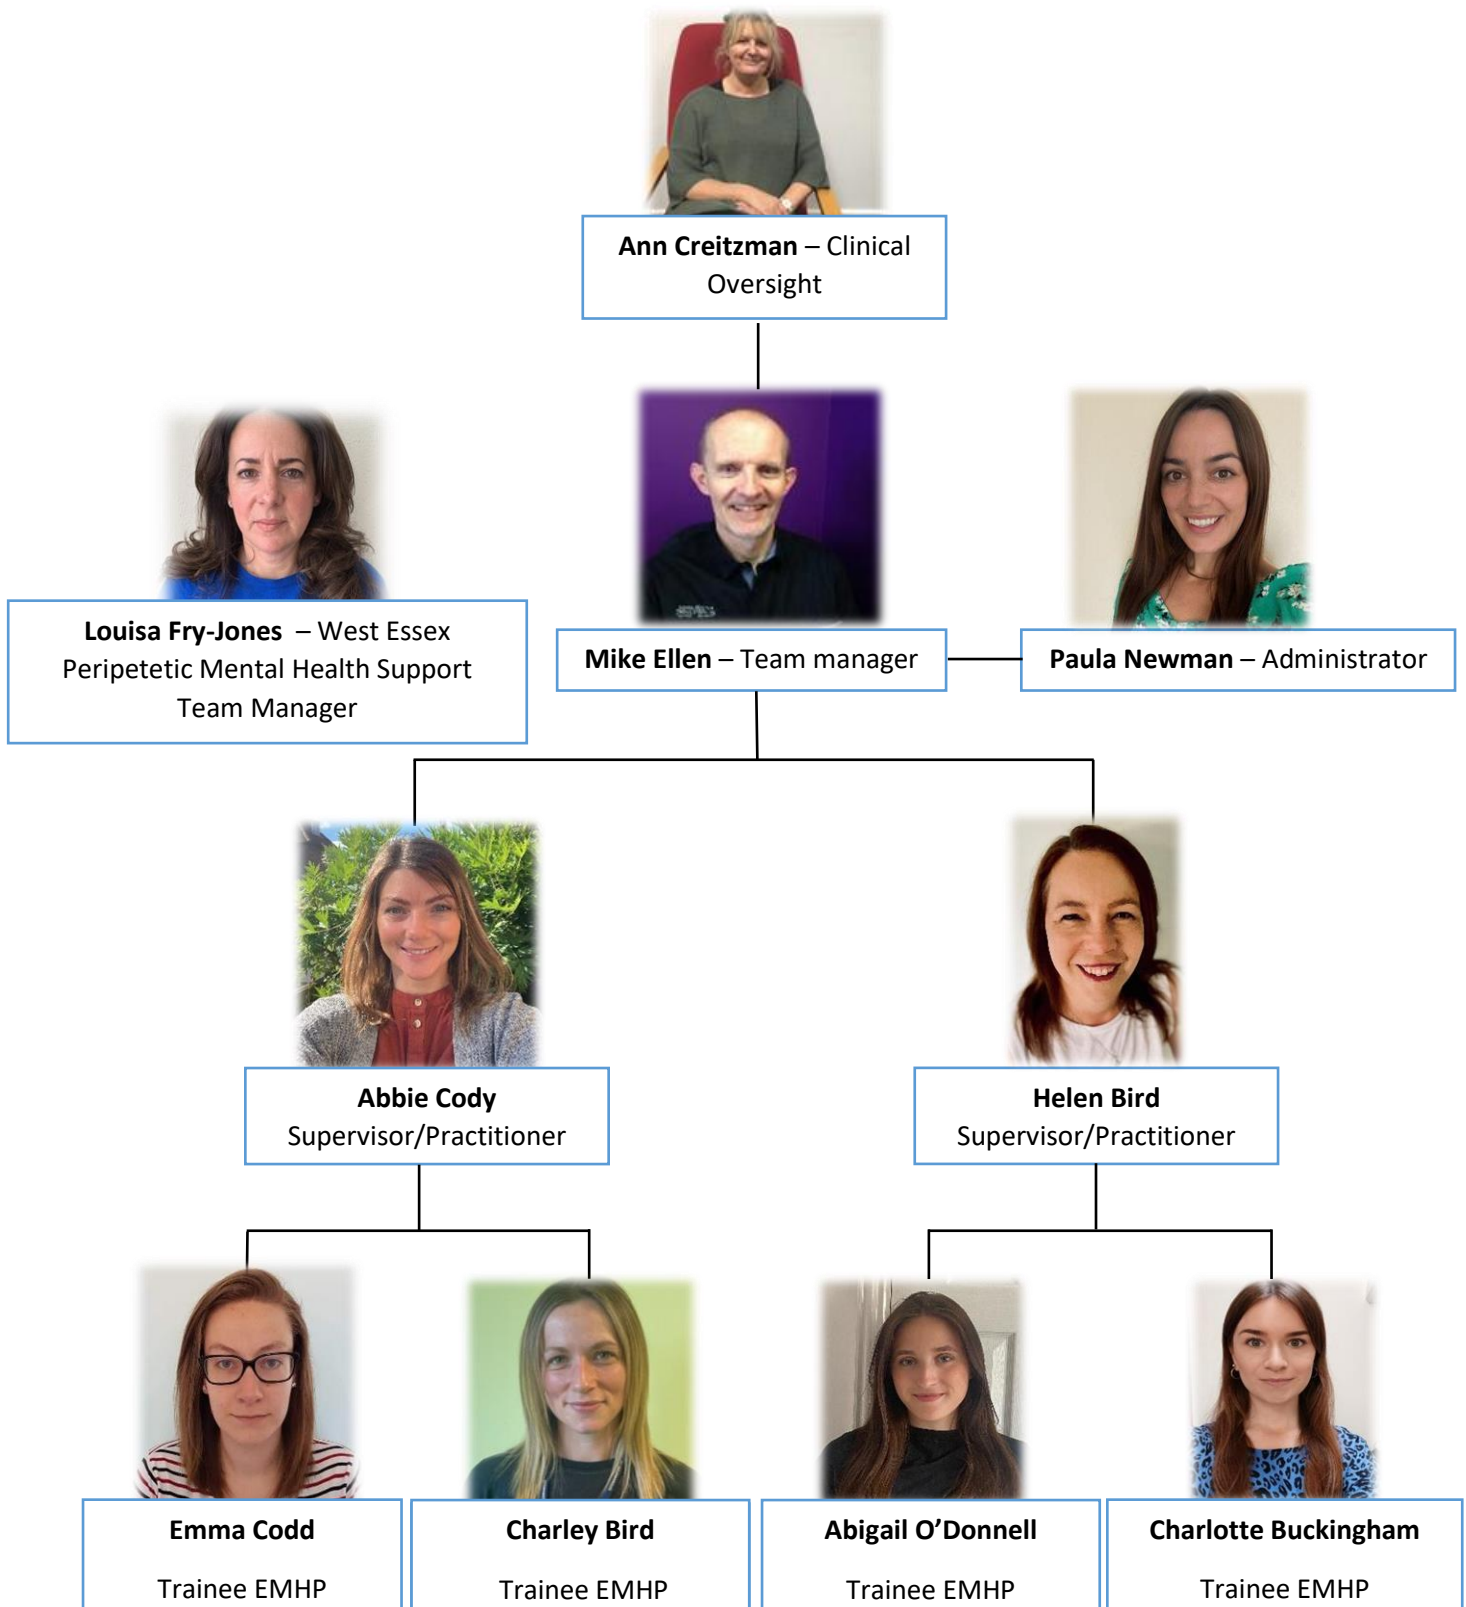 Ann Creitzman – Clinical
Oversight
Louisa Fry-Jones – West Essex
Peripetetic Mental Health Support
Team Manager
Mike Ellen – Team manager
Paula Newman – Administrator
Abbie Cody
Supervisor/Practitioner
Helen Bird
Supervisor/Practitioner
Emma Codd
Trainee EMHP
Charley Bird
Trainee EMHP
Abigail O’Donnell
Trainee EMHP
Charlotte Buckingham
Trainee EMHP